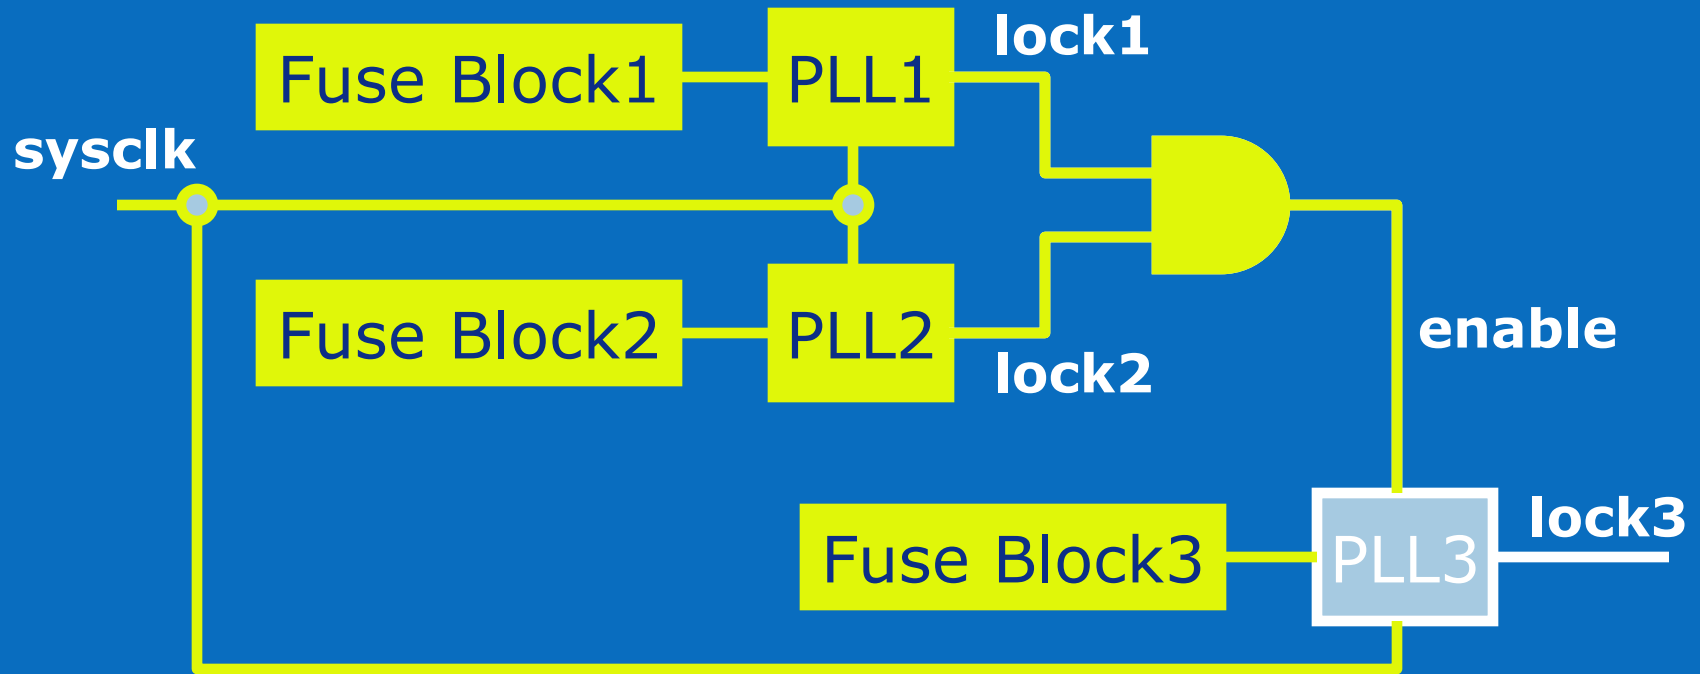 lock1
Fuse Block1
PLL1
sysclk
Fuse Block2
PLL2
enable
lock2
lock3
Fuse Block3
PLL3